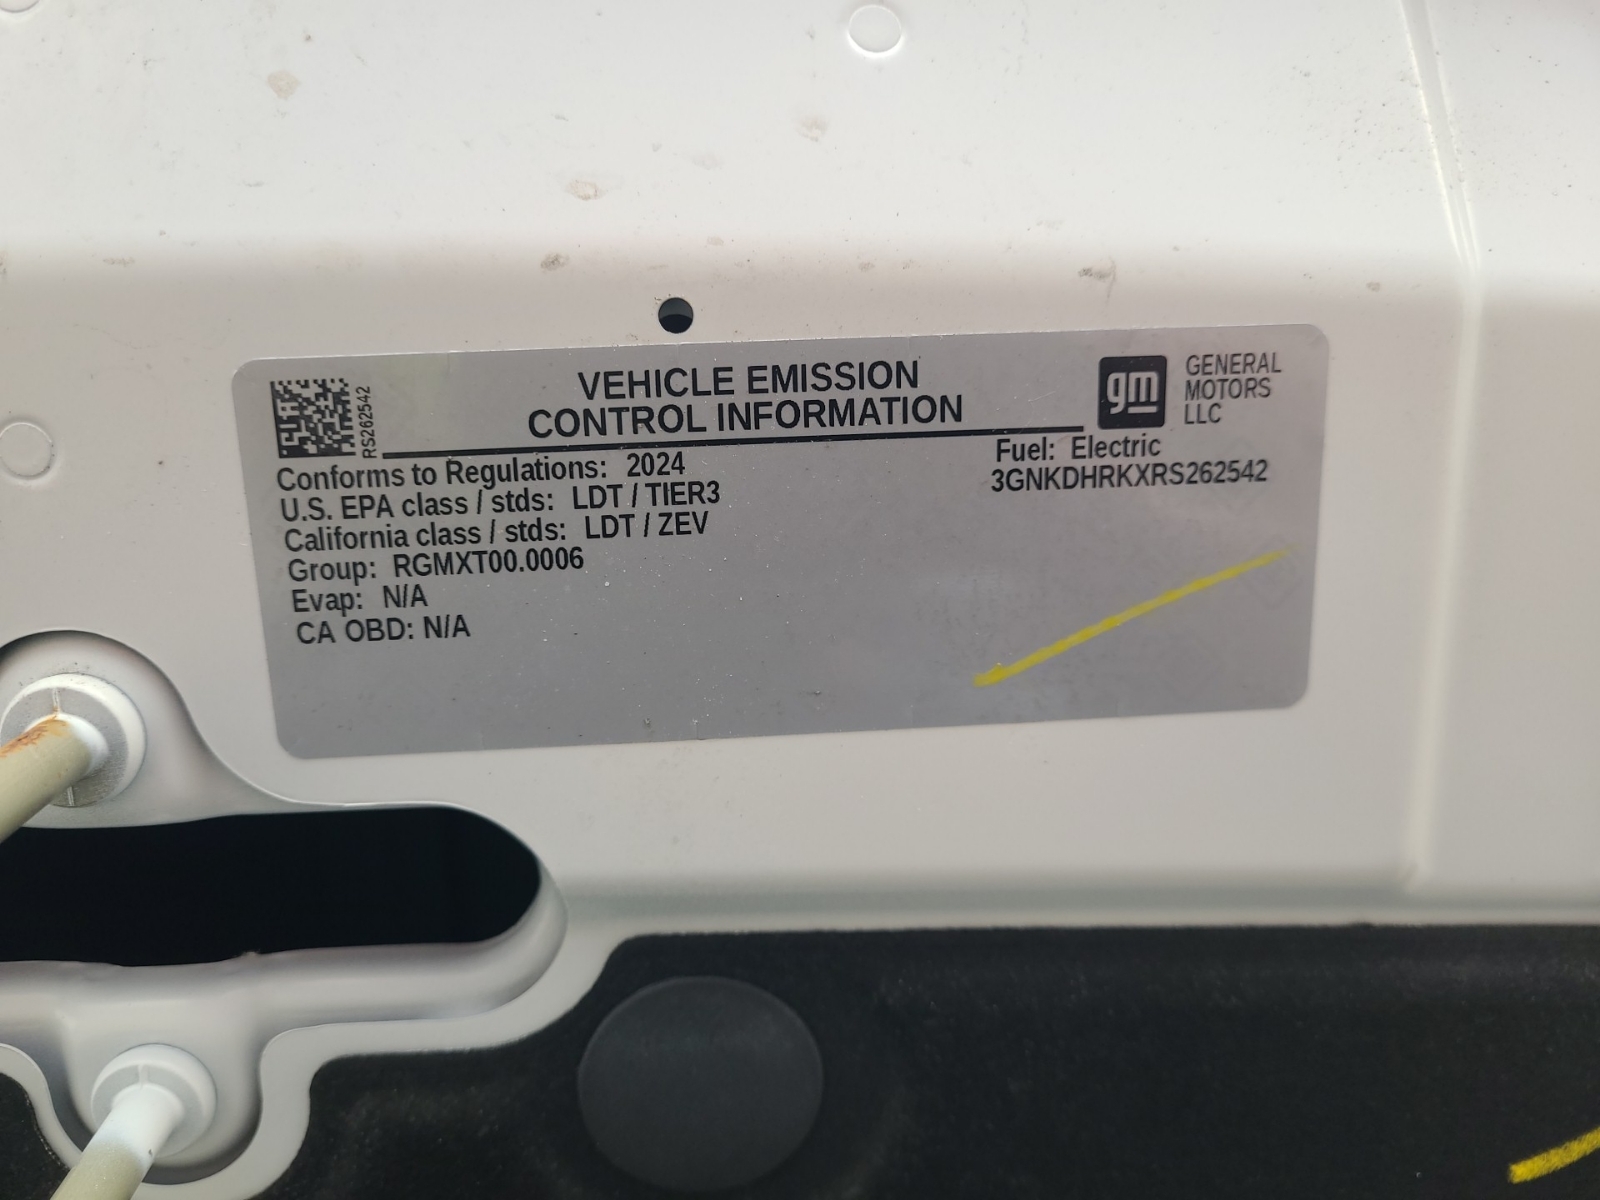 RS262542
VEHICLE EMISSION
CONTROL INFORMATION
gm
GENERAL
MOTORS
LLC
Conforms to Regulations: 2024
U.S. EPA class / stds: LDT / TIER3
California class / stds: LDT / ZEV
Group: RGMXT00.0006
Evap: N/A
CA OBD: N/A
Fuel: Electric
3GNKDHRKXRS262542